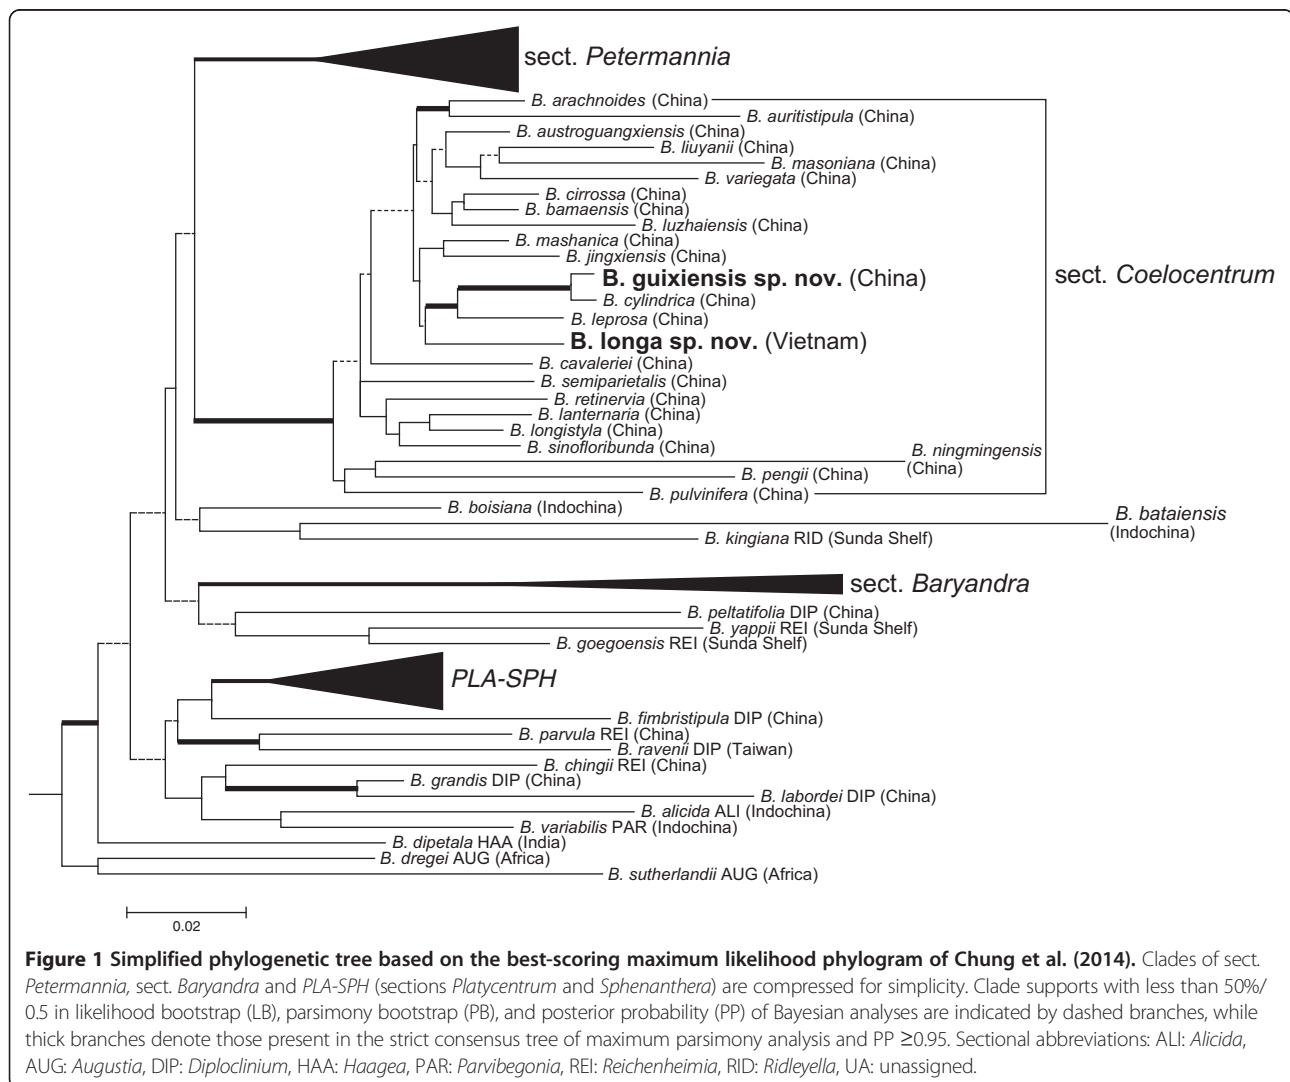 sect. Petermannia
B. arachnoides (China)
B. auritistipula (China)
B. austroguangxiensis (China)
B. liuyanii (China)
B. masoniana (China)
B. variegata (China)
B. cirrossa (China)
B. bamaensis (China)
B. luzhaiensis (China)
B. mashanica (China)
B. jingxiensis (China)
sect. Coelocentrum
B. guixiensis sp. nov. (China)
B. cylindrica (China)
B. leprosa (China)
B. longa sp. nov. (Vietnam)
B. cavaleriei (China)
B. semiparietalis (China)
B. retinervia (China)
B. lanternaria (China)
B. longistyla (China)
B. sinofloribunda (China)
B. ningmingensis
(China)
B. pengii (China)
B. pulvinifera (China)
B. boisiana (Indochina)
B. bataiensis
(Indochina)
B. kingiana RID (Sunda Shelf)
sect. Baryandra
B. peltatifolia DIP (China)
B. yappii REI (Sunda Shelf)
B. goegoensis REI (Sunda Shelf)
PLA-SPH
B. fimbristipula DIP (China)
B. parvula REI (China)
B. ravenii DIP (Taiwan)
B. chingii REI (China)
B. grandis DIP (China)
B. labordei DIP (China)
B. alicida ALI (Indochina)
B. variabilis PAR (Indochina)
B. dipetala HAA (India)
B. dregei AUG (Africa)
B. sutherlandii AUG (Africa)
0.02
Figure 1 Simplified phylogenetic tree based on the best-scoring maximum likelihood phylogram of Chung et al. (2014). Clades of sect.
Petermannia, sect. Baryandra and PLA-SPH (sections Platycentrum and Sphenanthera) are compressed for simplicity. Clade supports with less than 50%/
0.5 in likelihood bootstrap (LB), parsimony bootstrap (PB), and posterior probability (PP) of Bayesian analyses are indicated by dashed branches, while
thick branches denote those present in the strict consensus tree of maximum parsimony analysis and PP ≥0.95. Sectional abbreviations: ALI: Alicida,
AUG: Augustia, DIP: Diploclinium, HAA: Haagea, PAR: Parvibegonia, REI: Reichenheimia, RID: Ridleyella, UA: unassigned.